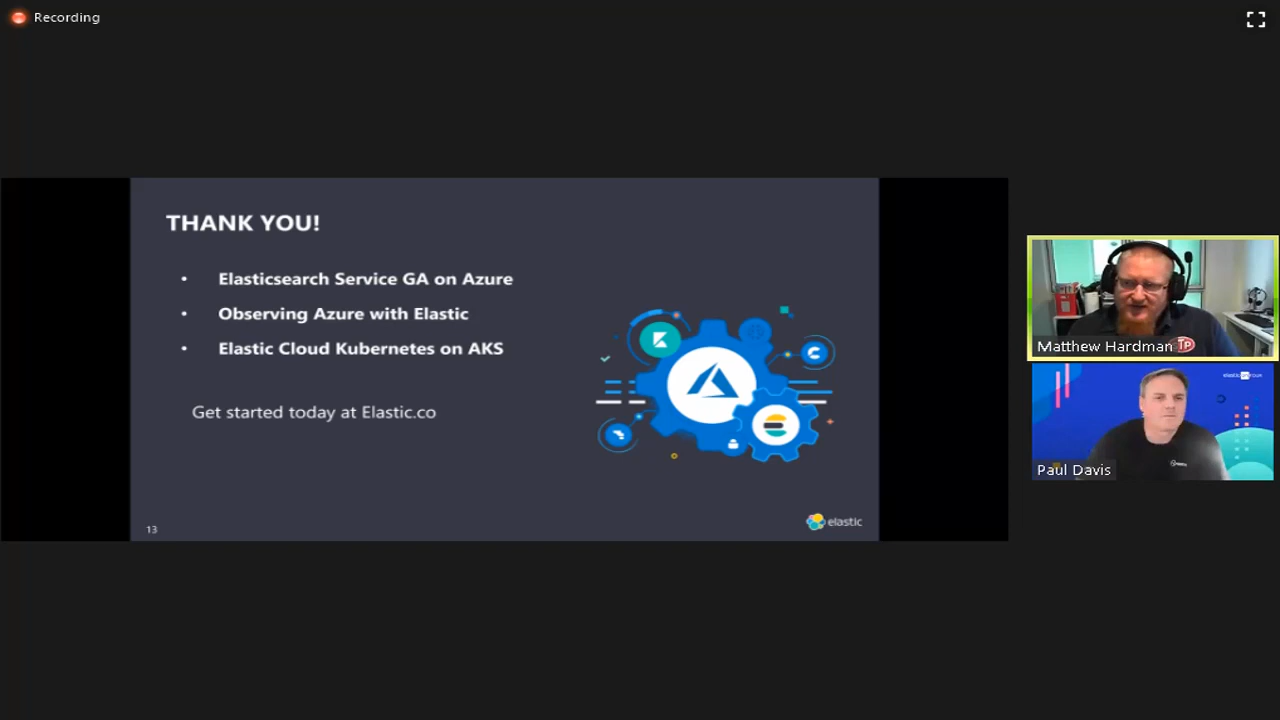 Recording
THANK YOU!
• Elasticsearch Service GA on Azure
• Observing Azure with Elastic
• Elastic Cloud Kubernetes on AKS
Get started today at Elastic.co
13
elastic
Matthew Hardman
TP
Paul Davis